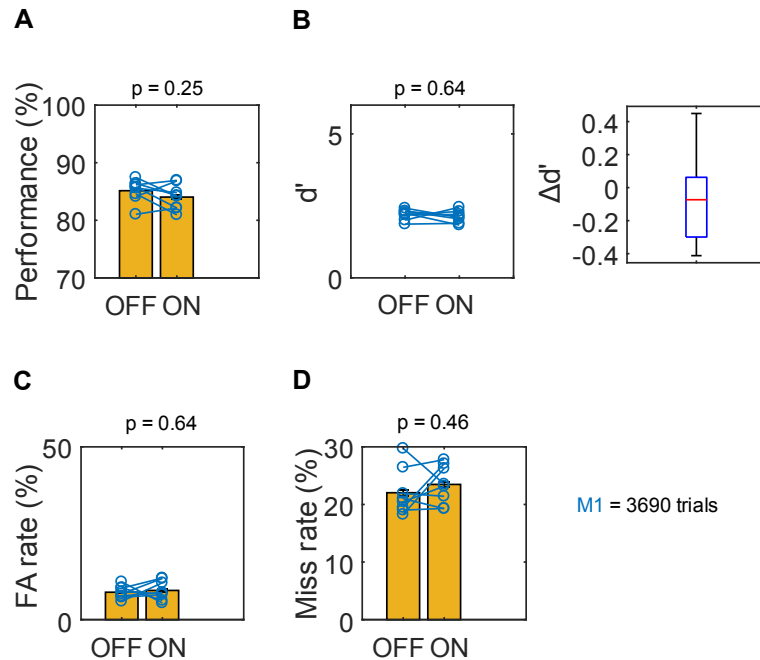 A
p = 0.25
Performance (%)
100
90
80
70
OFF ON
B
p = 0.64
d'
5
0
OFF ON
Δd'
0.4
0.2
0
-0.2
-0.4
C
p = 0.64
FA rate (%)
50
0
OFF ON
D
p = 0.46
Miss rate (%)
30
20
10
0
OFF ON
M1 = 3690 trials